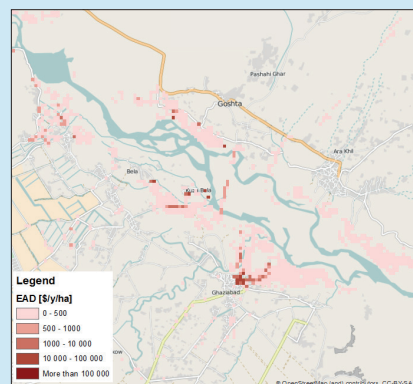 Pashahi Ghar
Goshta
Ara Khil
Bela
Kuz i Bela
Ghaziabad
Legend
EAD [$/y/ha]
0 - 500
500 - 1000
1000 - 10 000
10 000 - 100 000
More than 100 000
kow
© OpenStreetMap (and) contributors, CC-BY-SA